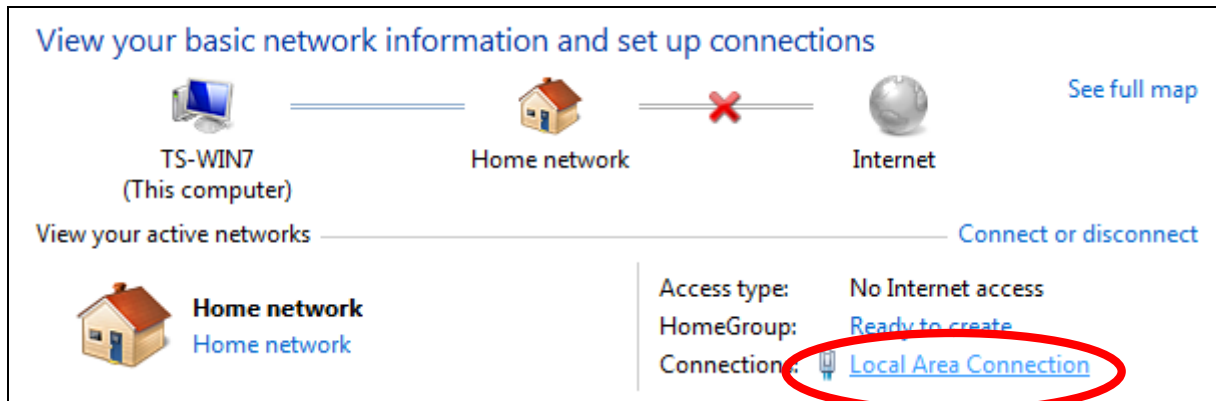 View your basic network information and set up connections
See full map
TS-WIN7
(This computer)
Home network
Internet
View your active networks
Connect or disconnect
Home network
Home network
Access type: No Internet access
HomeGroup: Ready to create
Connections: Local Area Connection